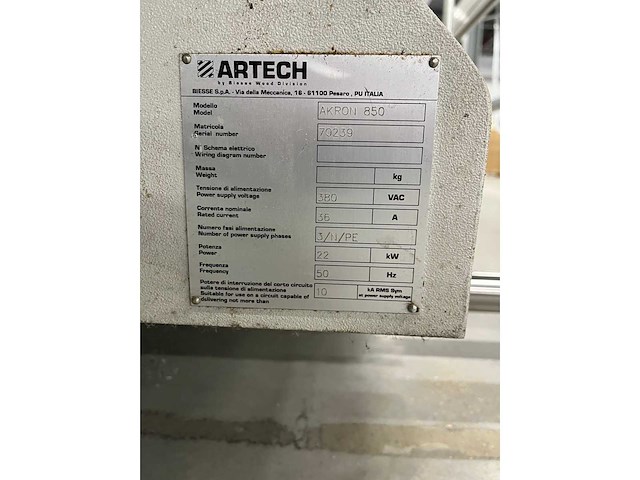 ARTECH
by Biesse Wood Division
BIESSE S.p.A. - Via della Meccanica, 16 - 61100 Pesaro, PU ITALIA
Modello
Model
AKRON 850
Matricola
Serial number
70239
N° Schema elettrico
Wiring diagram number
Massa
Weight
kg
Tensione di alimentazione
Power supply voltage
380
VAC
Corrente nominale
Rated current
36
A
Numero fasi alimentazione
Number of power supply phases
3/N/PE
Potenza
Power
22
kW
Frequenza
Frequency
50
Hz
Potere di interruzione del corto circuito
sulla tensione di alimentazione
Suitable for use on a circuit capable of
delivering not more than
10
kA RMS Sym
at power supply voltage